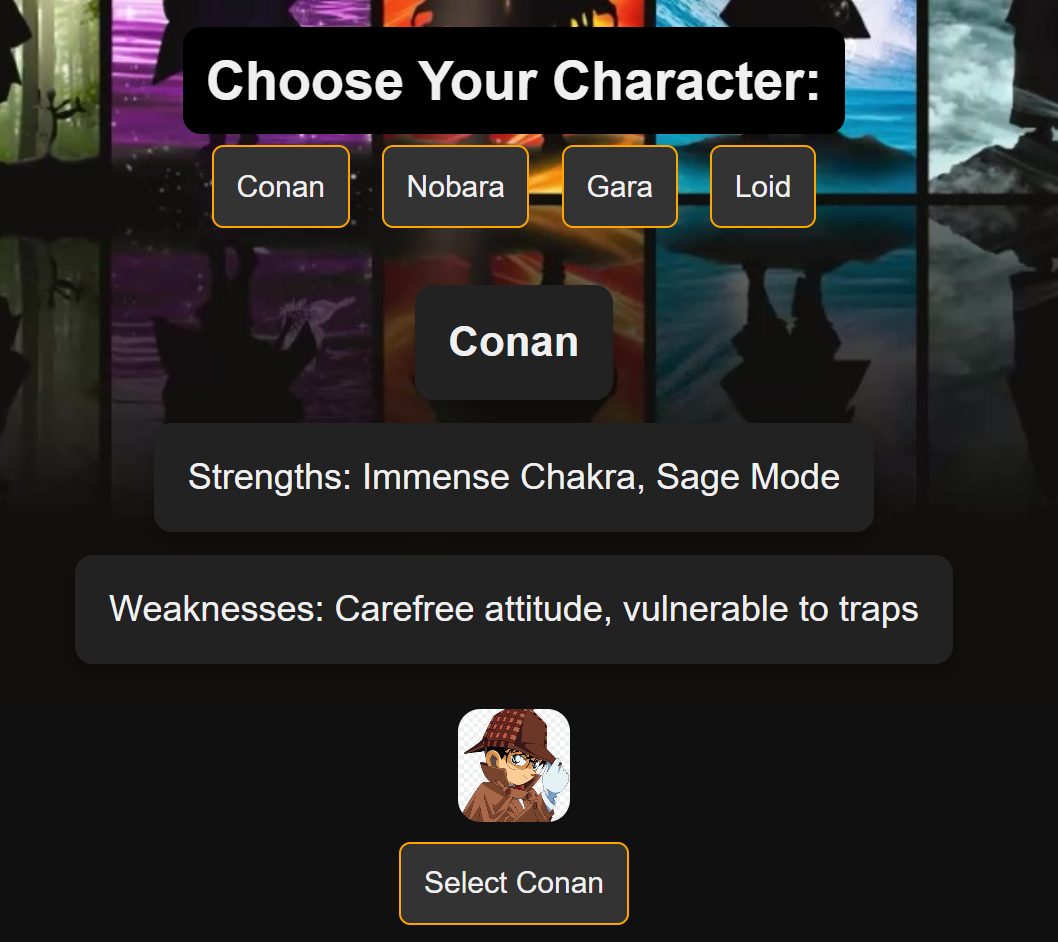 Choose Your Character:
Conan Nobara Gara Loid
Conan
Strengths: Immense Chakra, Sage Mode
Weaknesses: Carefree attitude, vulnerable to traps
Select Conan